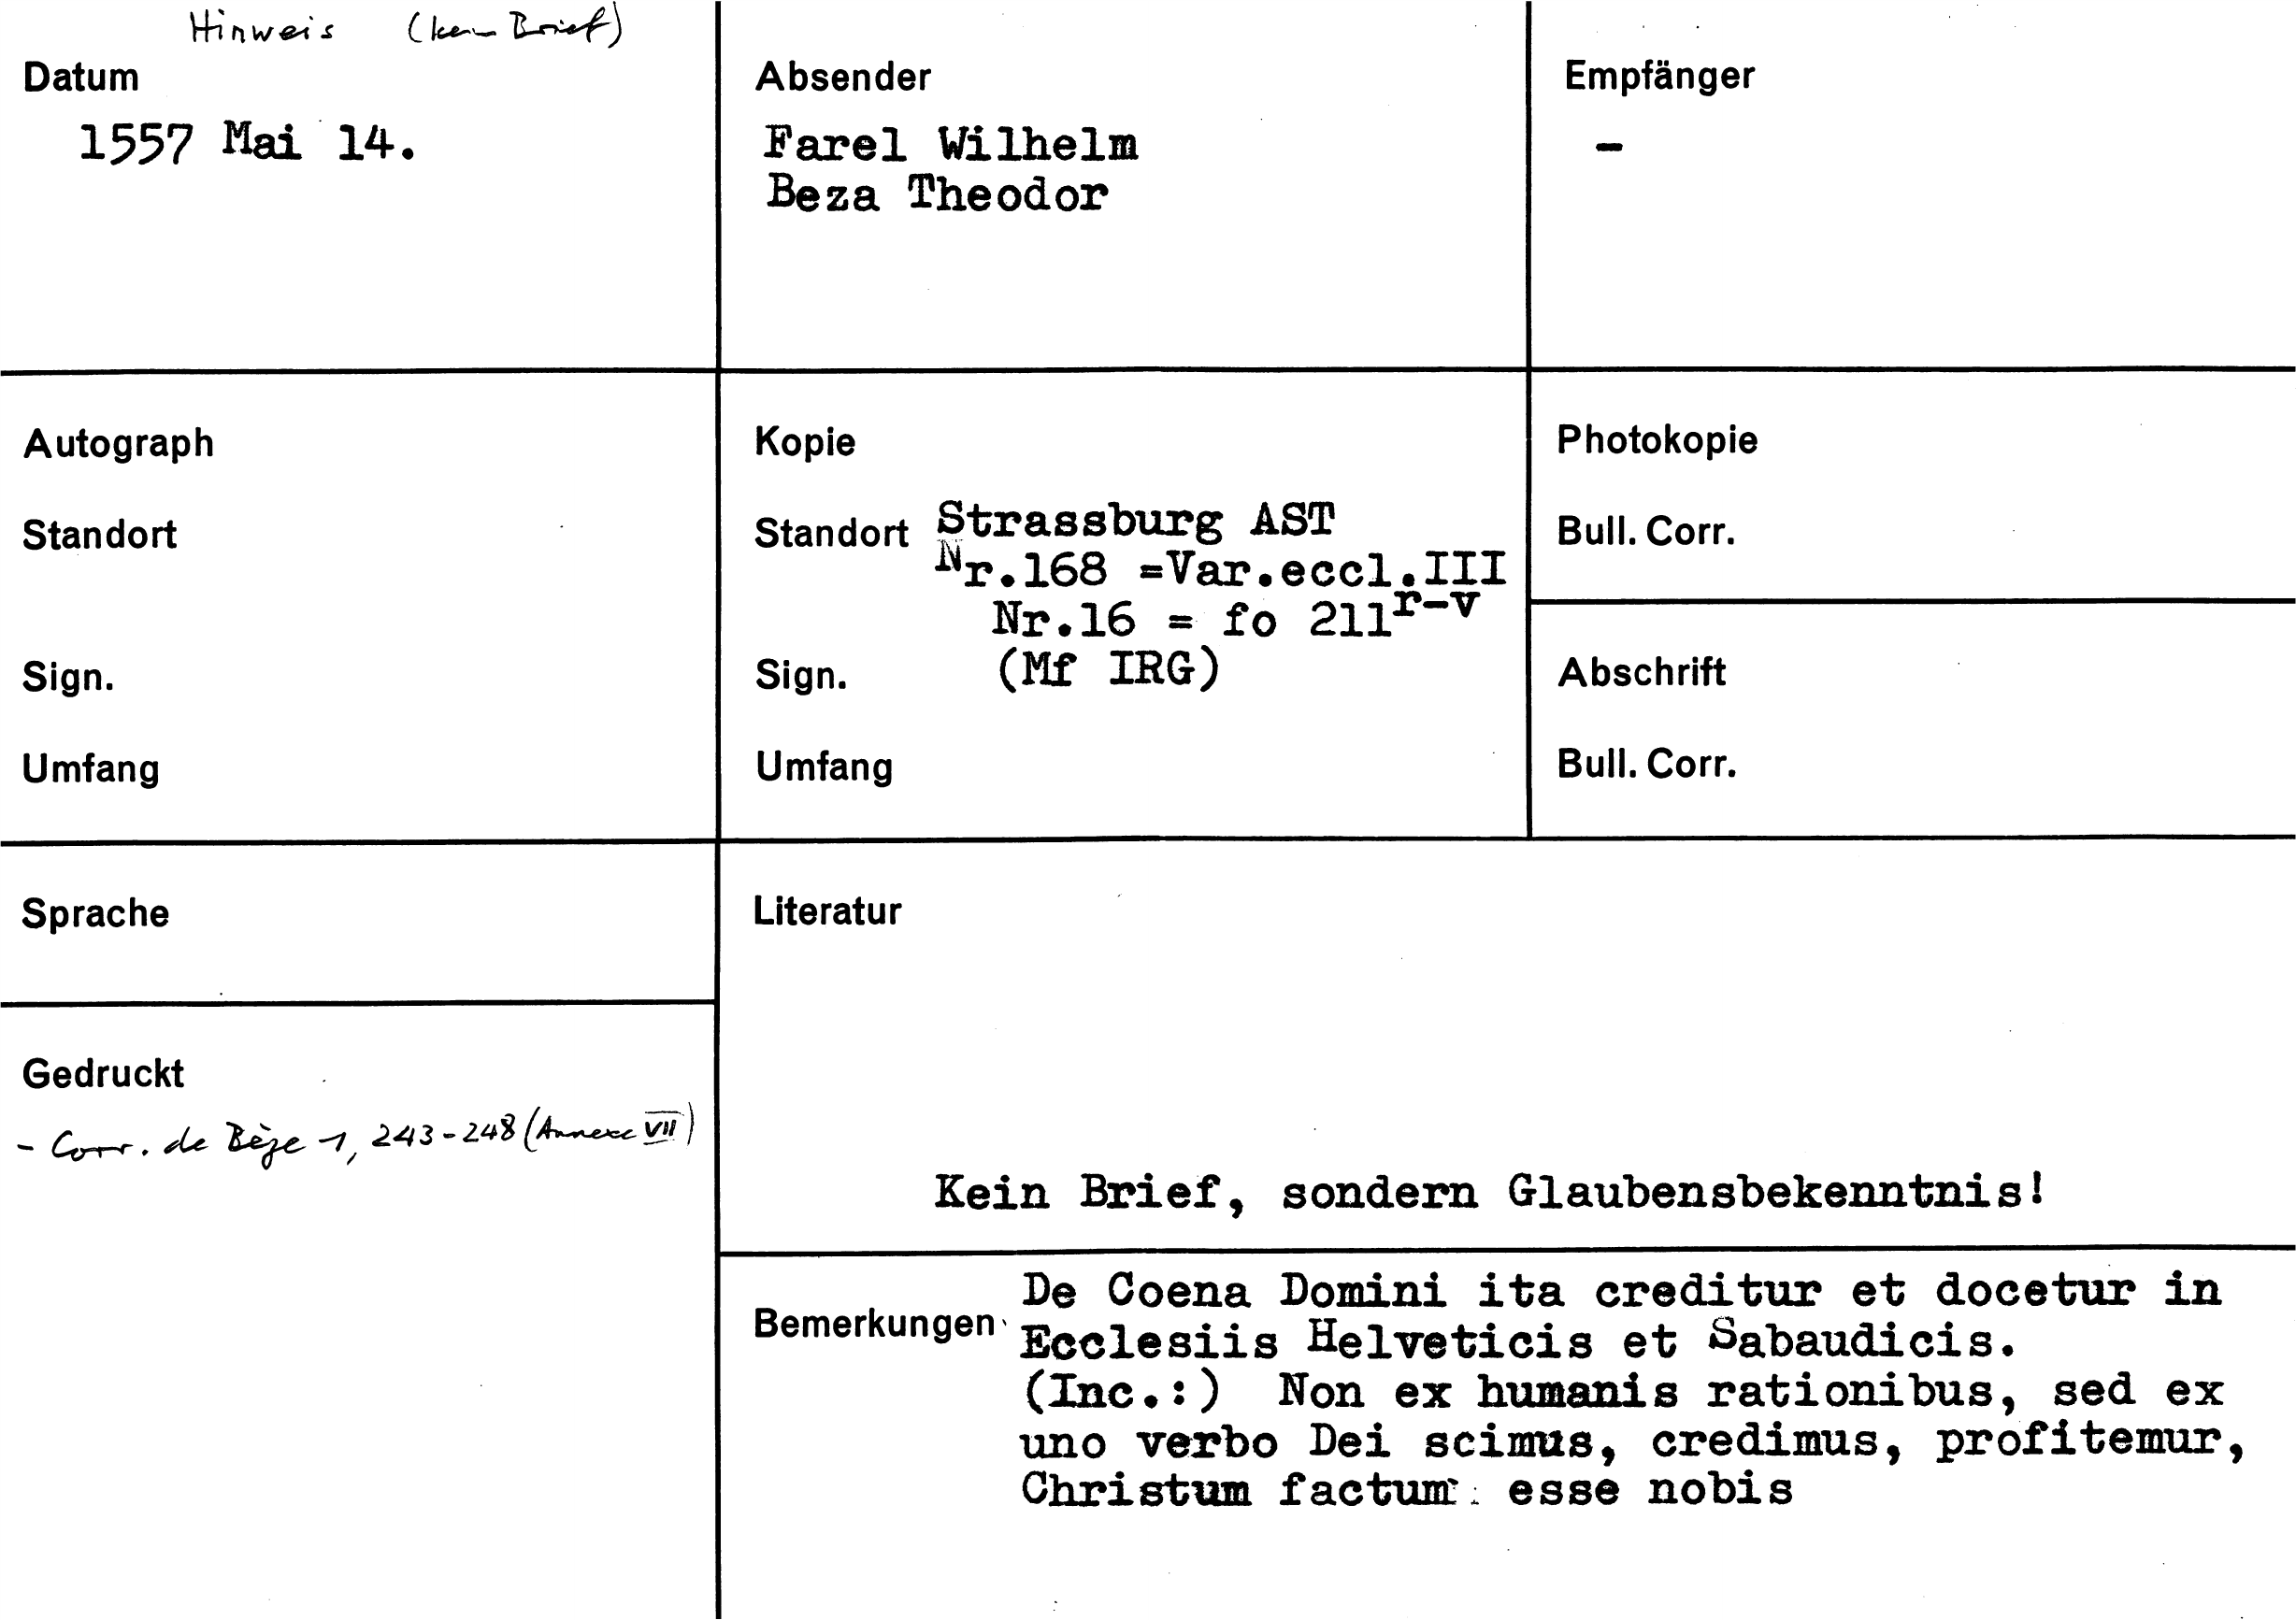 Hinweis (kein Brief)
Datum
1557 Mai 14.
Absender
Farel Wilhelm
Beza Theodor
Empfänger
-
Autograph
Standort
Sign.
Umfang
Kopie
Standort Strassburg AST
Nr.168 =Var.eccl.III
Nr.16 = fo 211r-v
Sign. (Mf IRG)
Umfang
Photokopie
Bull. Corr.
Abschrift
Bull. Corr.
Sprache
Gedruckt
- Corr. de Bèze 1, 243-248 (Annexe VII)
Literatur
Kein Brief, sondern Glaubensbekenntnis!
Bemerkungen
De Coena Domini ita creditur et docetur in
Ecclesiis Helveticis et Sabaudicis.
(Inc.:) Non ex humanis rationibus, sed ex
uno verbo Dei scimus, credimus, profitemur,
Christum factum esse nobis